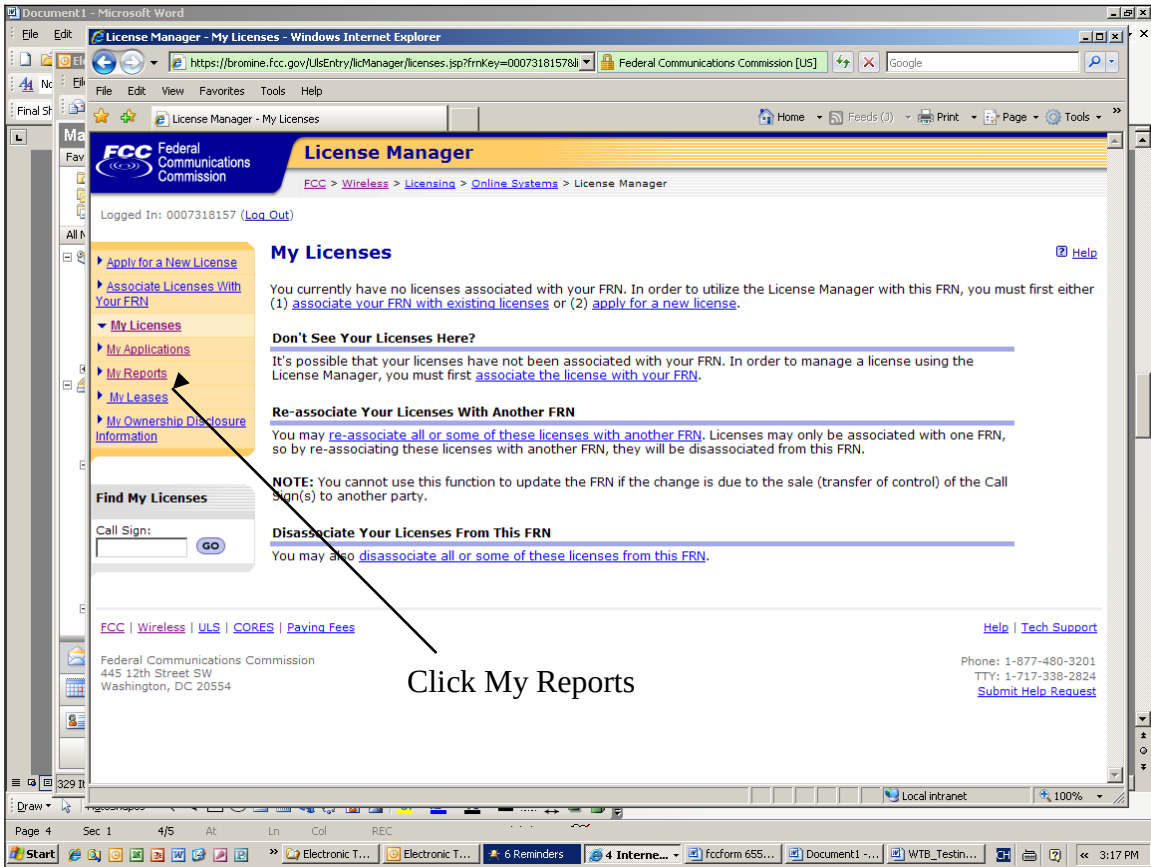 Document1 - Microsoft Word
File Edit
License Manager - My Licenses - Windows Internet Explorer
https://bromine.fcc.gov/UlsEntry/licManager/licenses.jsp?frnKey=0007318157&li
Federal Communications Commission [US]
Google
File Edit View Favorites Tools Help
Final
License Manager - My Licenses
Home Feeds (J) Print Page Tools »
FCC Federal Communications Commission
License Manager
FCC > Wireless > Licensing > Online Systems > License Manager
Logged In: 0007318157 (Log Out)
Apply for a New License
Associate Licenses With
Your FRN
My Licenses
My Applications
My Reports
My Leases
My Ownership Disclosure
Information
Find My Licenses
Call Sign:
GO
My Licenses
Help
You currently have no licenses associated with your FRN. In order to utilize the License Manager with this FRN, you must first either
(1) associate your FRN with existing licenses or (2) apply for a new license.
Don't See Your Licenses Here?
It's possible that your licenses have not been associated with your FRN. In order to manage a license using the
License Manager, you must first associate the license with your FRN.
Re-associate Your Licenses With Another FRN
You may re-associate all or some of these licenses with another FRN. Licenses may only be associated with one FRN,
so by re-associating these licenses with another FRN, they will be disassociated from this FRN.
NOTE: You cannot use this function to update the FRN if the change is due to the sale (transfer of control) of the Call
Sign(s) to another party.
Disassociate Your Licenses From This FRN
You may also disassociate all or some of these licenses from this FRN.
FCC | Wireless | ULS | CORES | Paying Fees
Help | Tech Support
Federal Communications Commission
445 12th Street SW
Washington, DC 20554
Phone: 1-877-480-3201
TTY: 1-717-338-2824
Submit Help Request
Click My Reports
Local intranet
100%
Draw
Page 4 Sec 1 4/5 At Ln Col REC
Start » Electronic T... Electronic T... 6 Reminders 4 Interne... fccform 655... Document1 -... WTB_Testin... CH « 3:17 PM